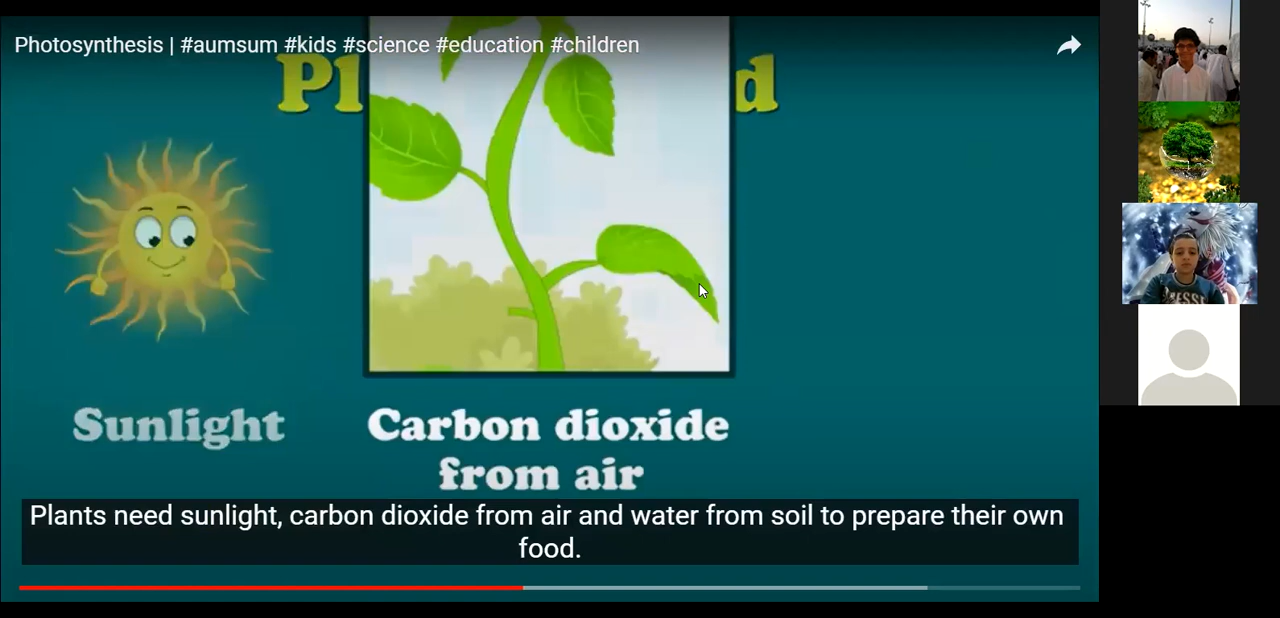 Photosynthesis | #aumsum #kids #science #education #children
Pl d
Sunlight
Carbon dioxide
from air
Plants need sunlight, carbon dioxide from air and water from soil to prepare their own
food.